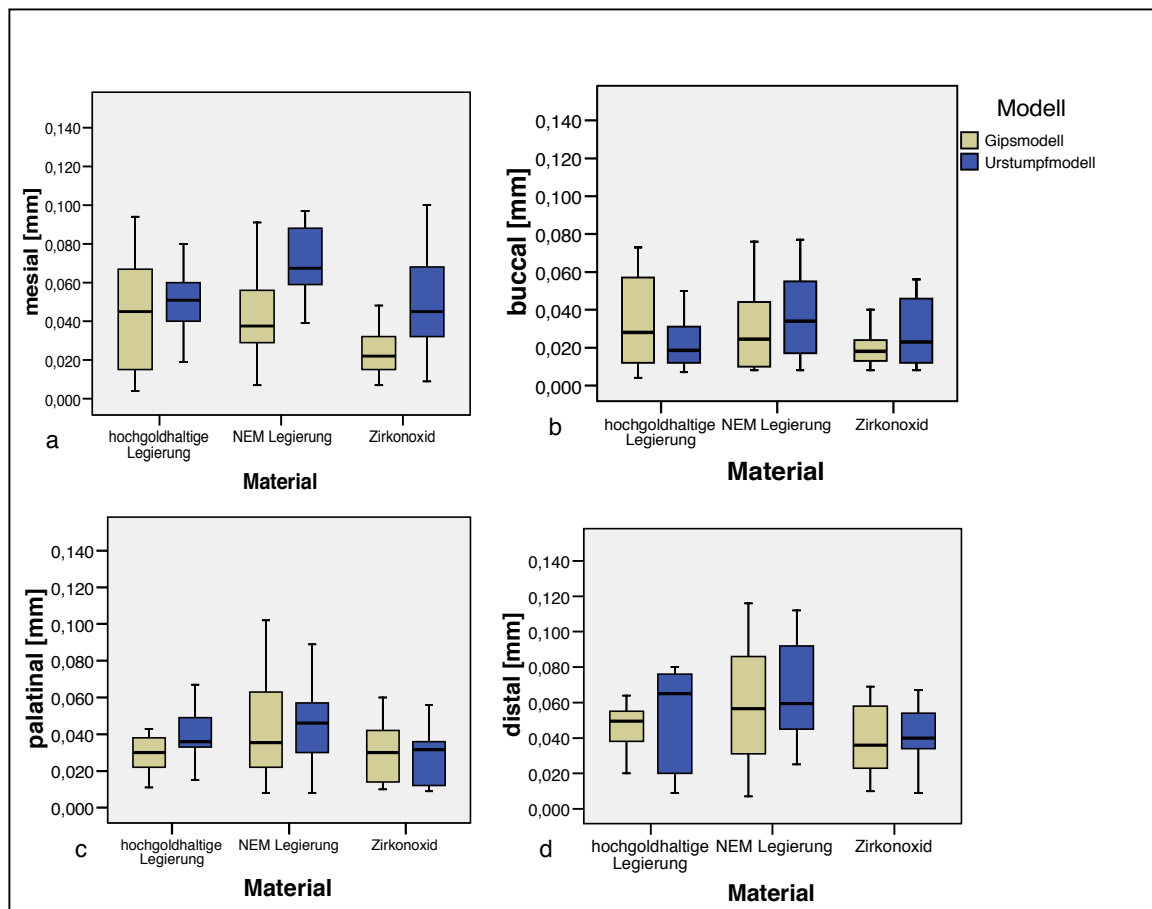 mesial [mm]
0,140
0,120
0,100
0,080
0,060
0,040
0,020
0,000
a
hochgoldhaltige
Legierung
NEM Legierung
Zirkonoxid
Material
buccal [mm]
0,140
0,120
0,100
0,080
0,060
0,040
0,020
0,000
b
hochgoldhaltige
Legierung
NEM Legierung
Zirkonoxid
Material
Modell
Gipsmodell
Urstumpfmodell
palatinal [mm]
0,140
0,120
0,100
0,080
0,060
0,040
0,020
0,000
c
hochgoldhaltige
Legierung
NEM Legierung
Zirkonoxid
Material
distal [mm]
0,140
0,120
0,100
0,080
0,060
0,040
0,020
0,000
d
hochgoldhaltige
Legierung
NEM Legierung
Zirkonoxid
Material